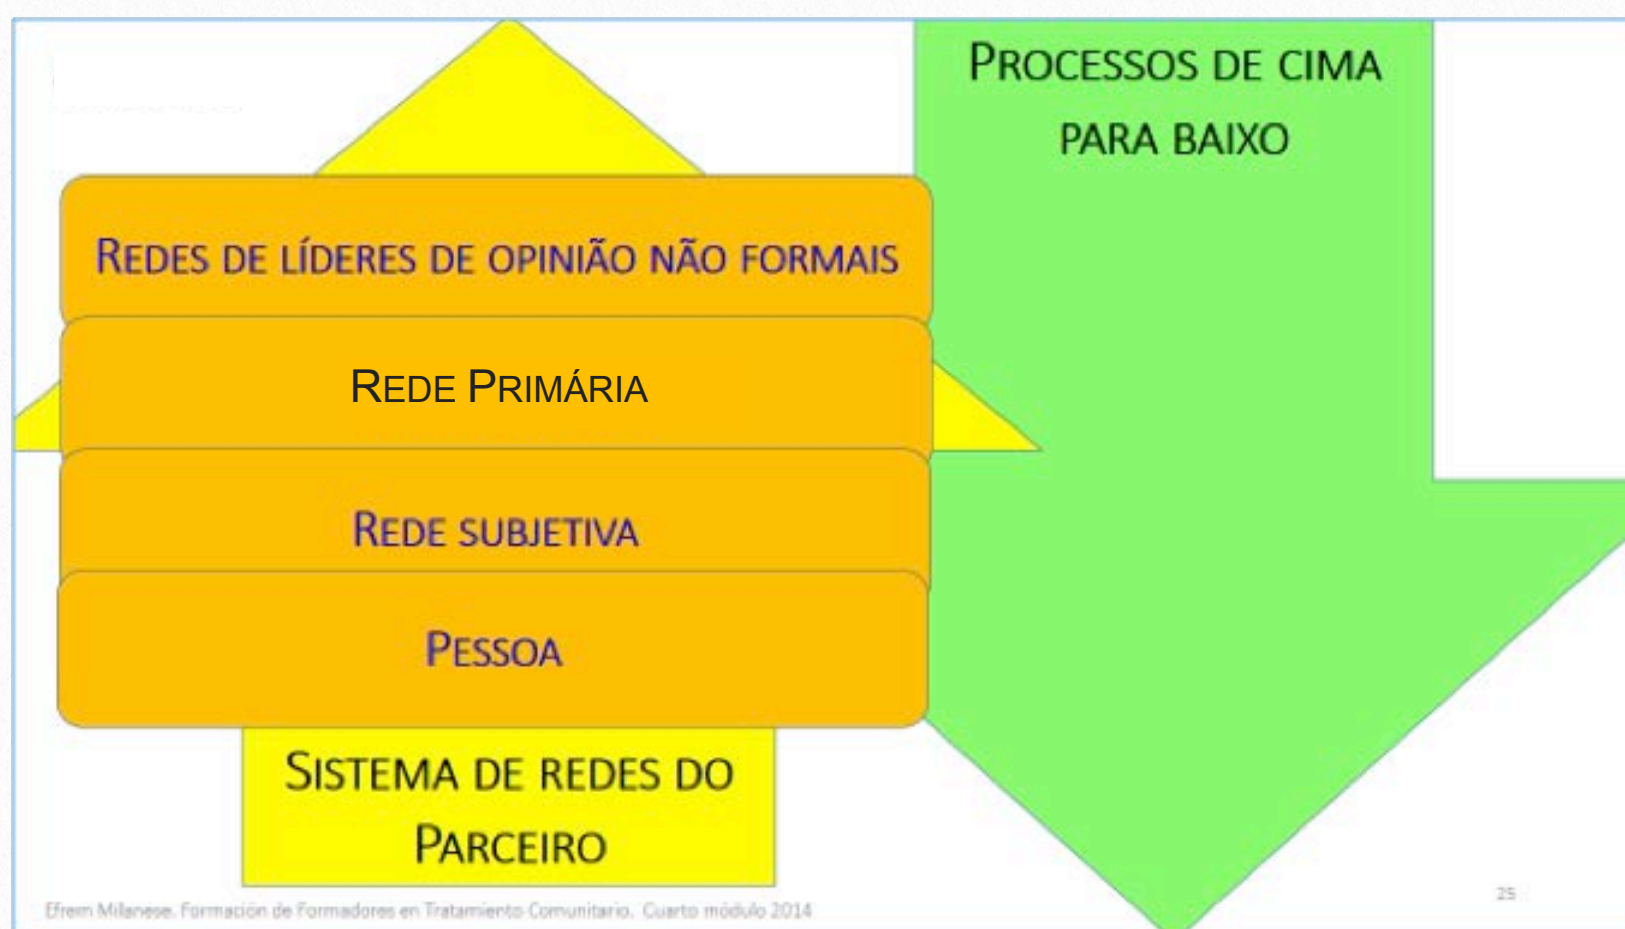 PROCESSOS DE CIMA
PARA BAIXO
REDES DE LÍDERES DE OPINIÃO NÃO FORMAIS
REDE PRIMÁRIA
REDE SUBJETIVA
PESSOA
SISTEMA DE REDES DO
PARCEIRO
Efrem Milanese. Formación de Formadores en Tratamiento Comunitario. Cuarto módulo 2014
25